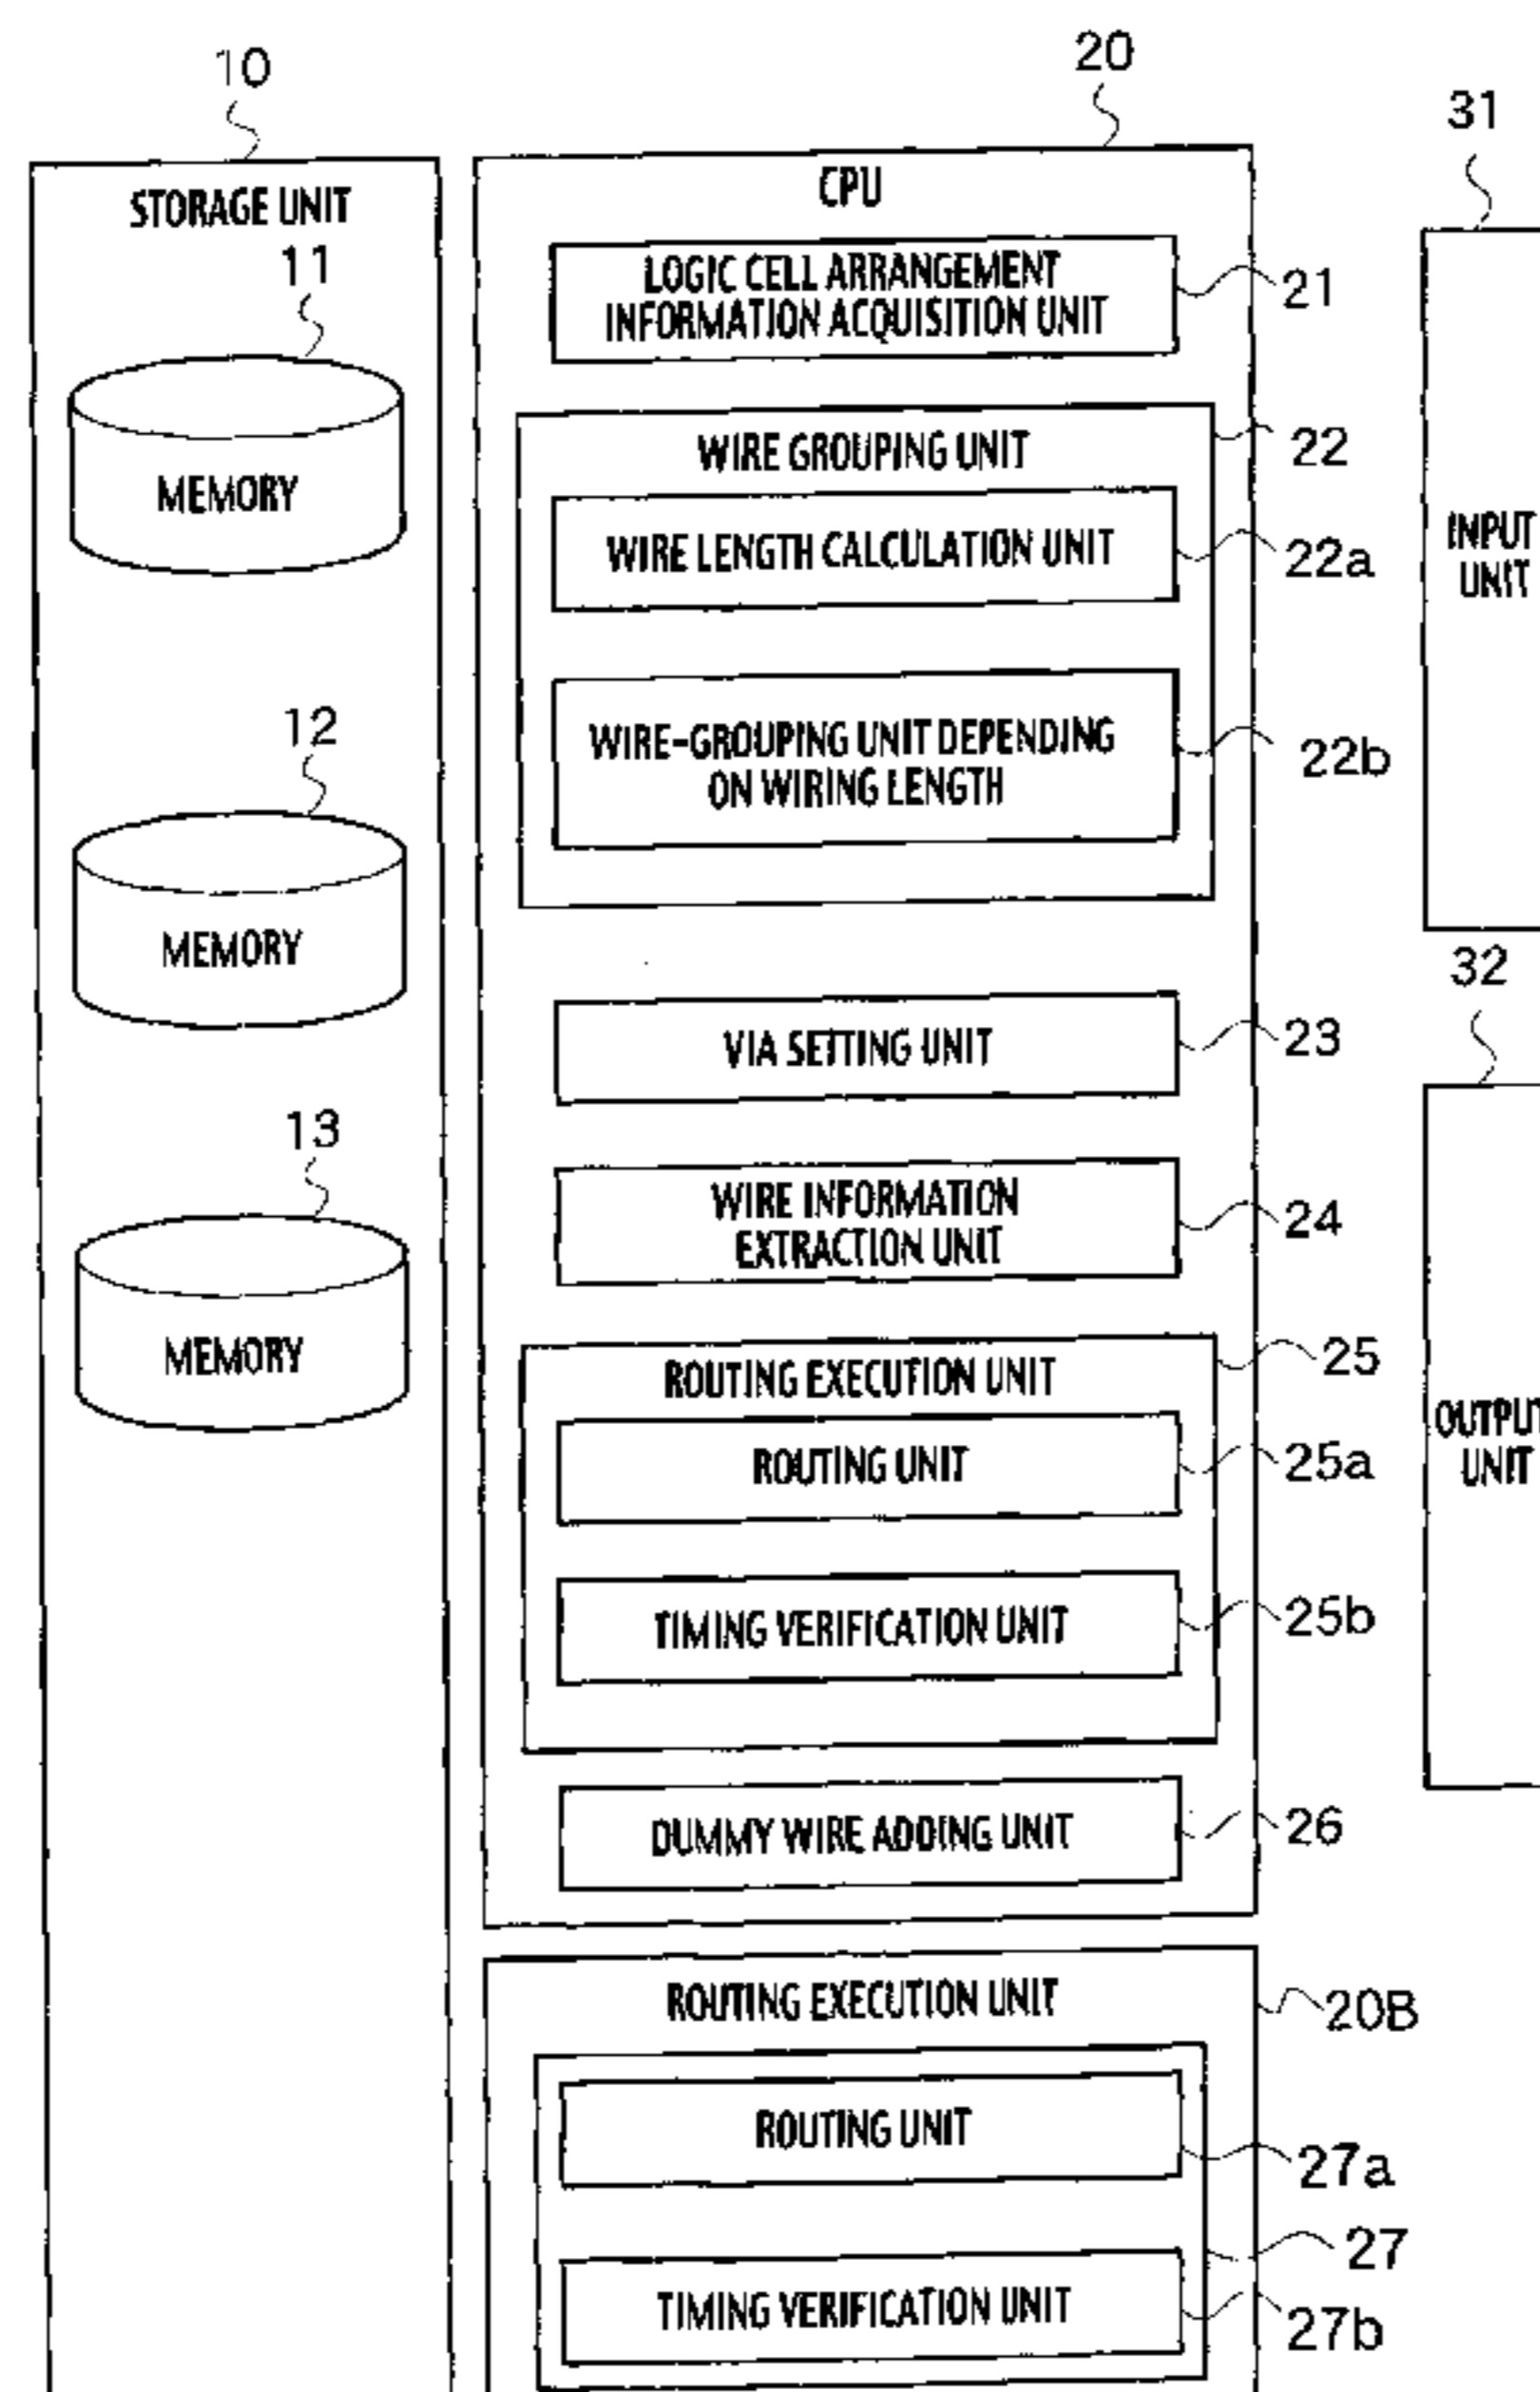 10
STORAGE UNIT
11
MEMORY
12
MEMORY
13
MEMORY
20
CPU
LOGIC CELL ARRANGEMENT
INFORMATION ACQUISITION UNIT
21
WIRE GROUPING UNIT
22
WIRE LENGTH CALCULATION UNIT
22a
WIRE-GROUPING UNIT DEPENDING
ON WIRING LENGTH
22b
VIA SETTING UNIT
23
WIRE INFORMATION
EXTRACTION UNIT
24
ROUTING EXECUTION UNIT
25
ROUTING UNIT
25a
TIMING VERIFICATION UNIT
25b
DUMMY WIRE ADDING UNIT
26
ROUTING EXECUTION UNIT
20B
ROUTING UNIT
27a
27
TIMING VERIFICATION UNIT
27b
31
INPUT
UNIT
32
OUTPUT
UNIT